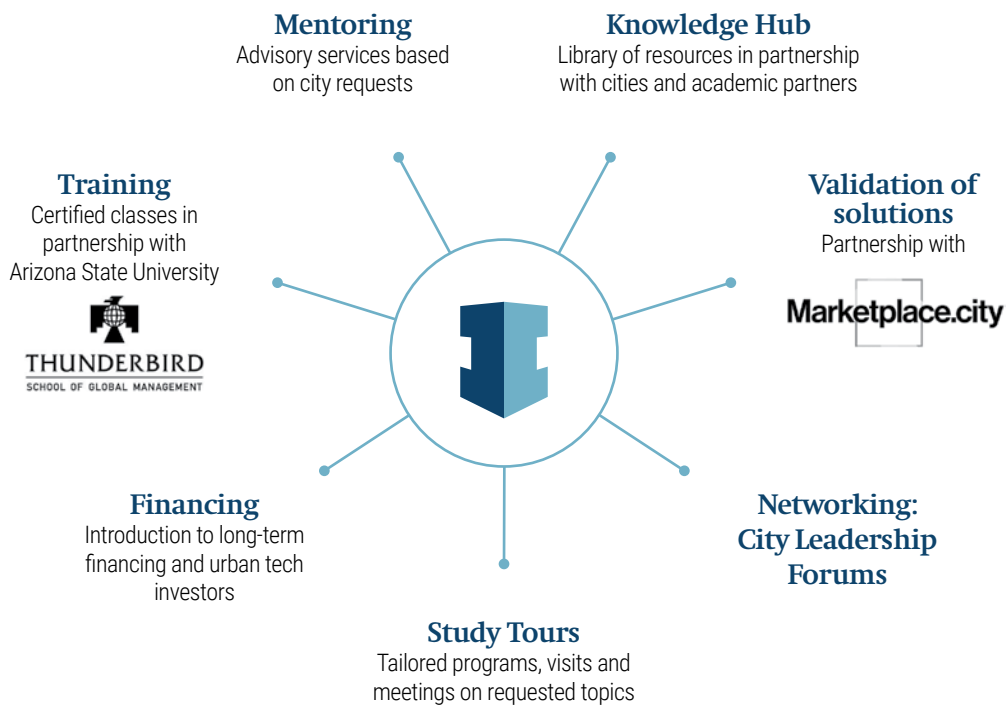 Mentoring
Advisory services based
on city requests
Knowledge Hub
Library of resources in partnership
with cities and academic partners
Training
Certified classes in
partnership with
Arizona State University
THUNDERBIRD
SCHOOL OF GLOBAL MANAGEMENT
Validation of
solutions
Partnership with
Marketplace.city
Financing
Introduction to long-term
financing and urban tech
investors
Networking:
City Leadership
Forums
Study Tours
Tailored programs, visits and
meetings on requested topics